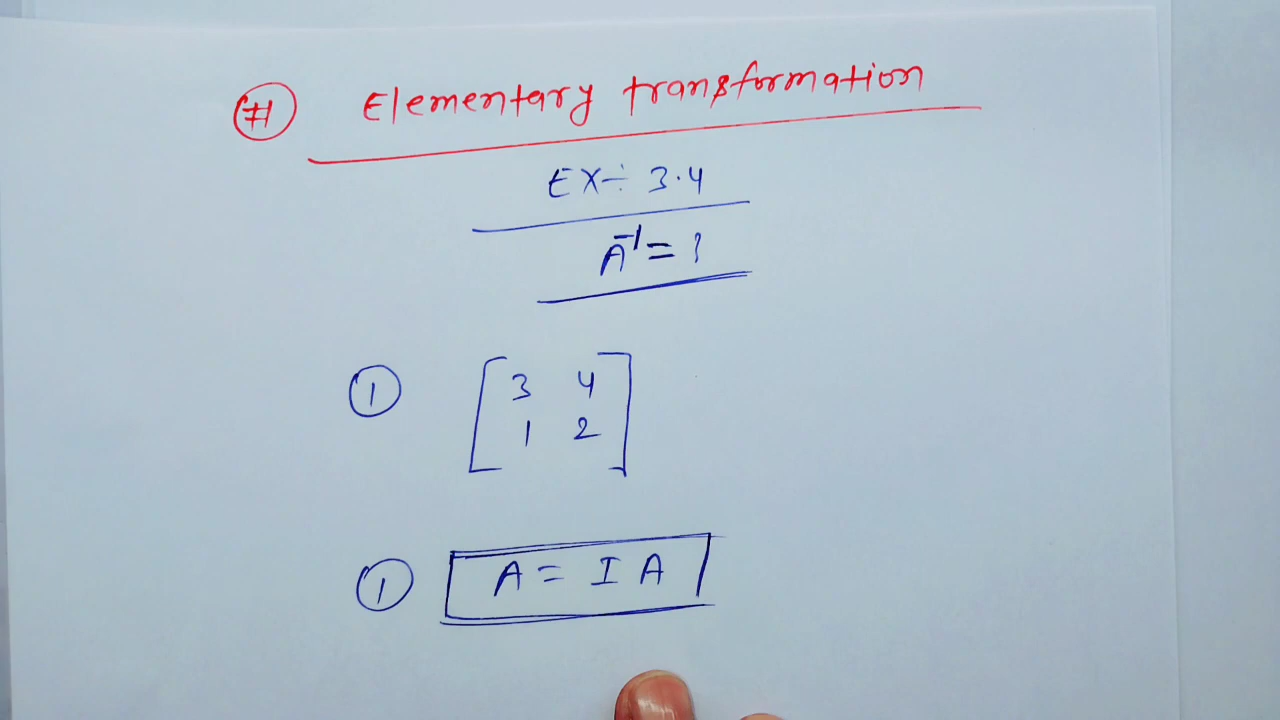 # Elementary transformation
EX÷ 3.4
A⁻¹ = ?
1 [3 4
1 2]
1 A = I A